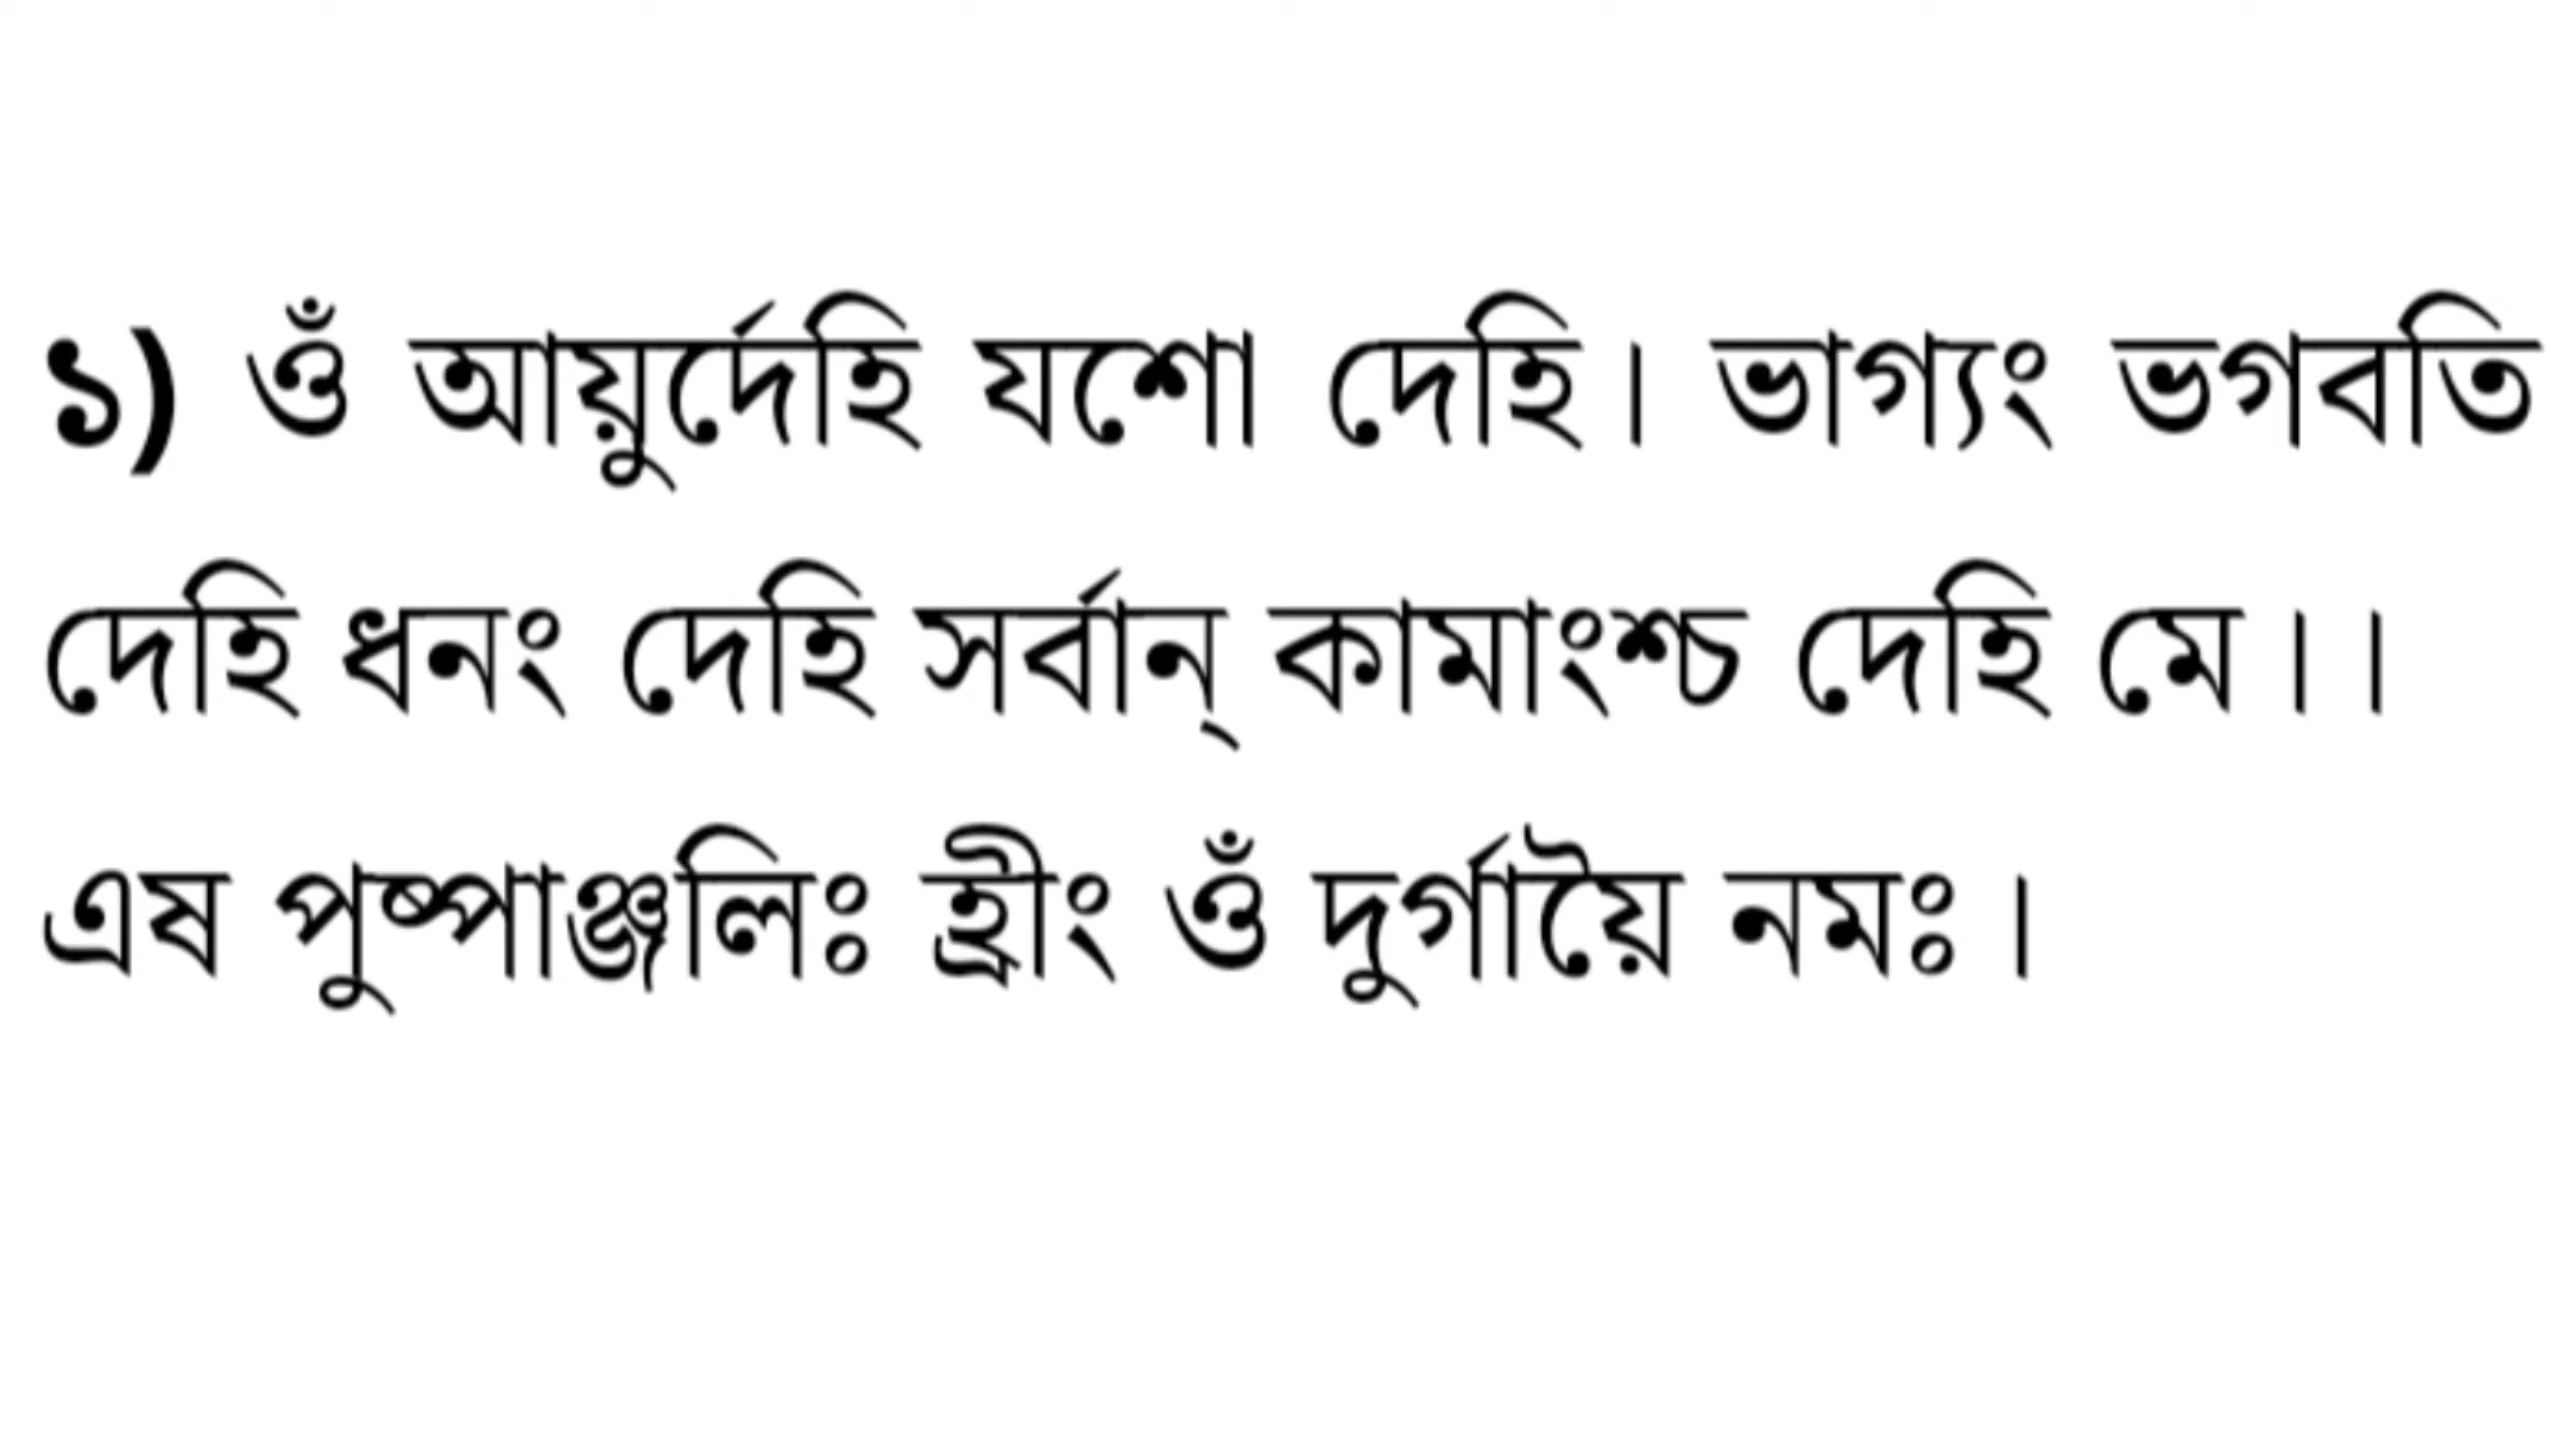 ১) ওঁ আয়ুর্দেহি যশো দেহি। ভাগ্যং ভগবতি
দেহি ধনং দেহি সর্বান্ কামাংশ্চ দেহি মে।।
এষ পুষ্পাঞ্জলিঃ হ্রীং ওঁ দুর্গায়ৈ নমঃ।